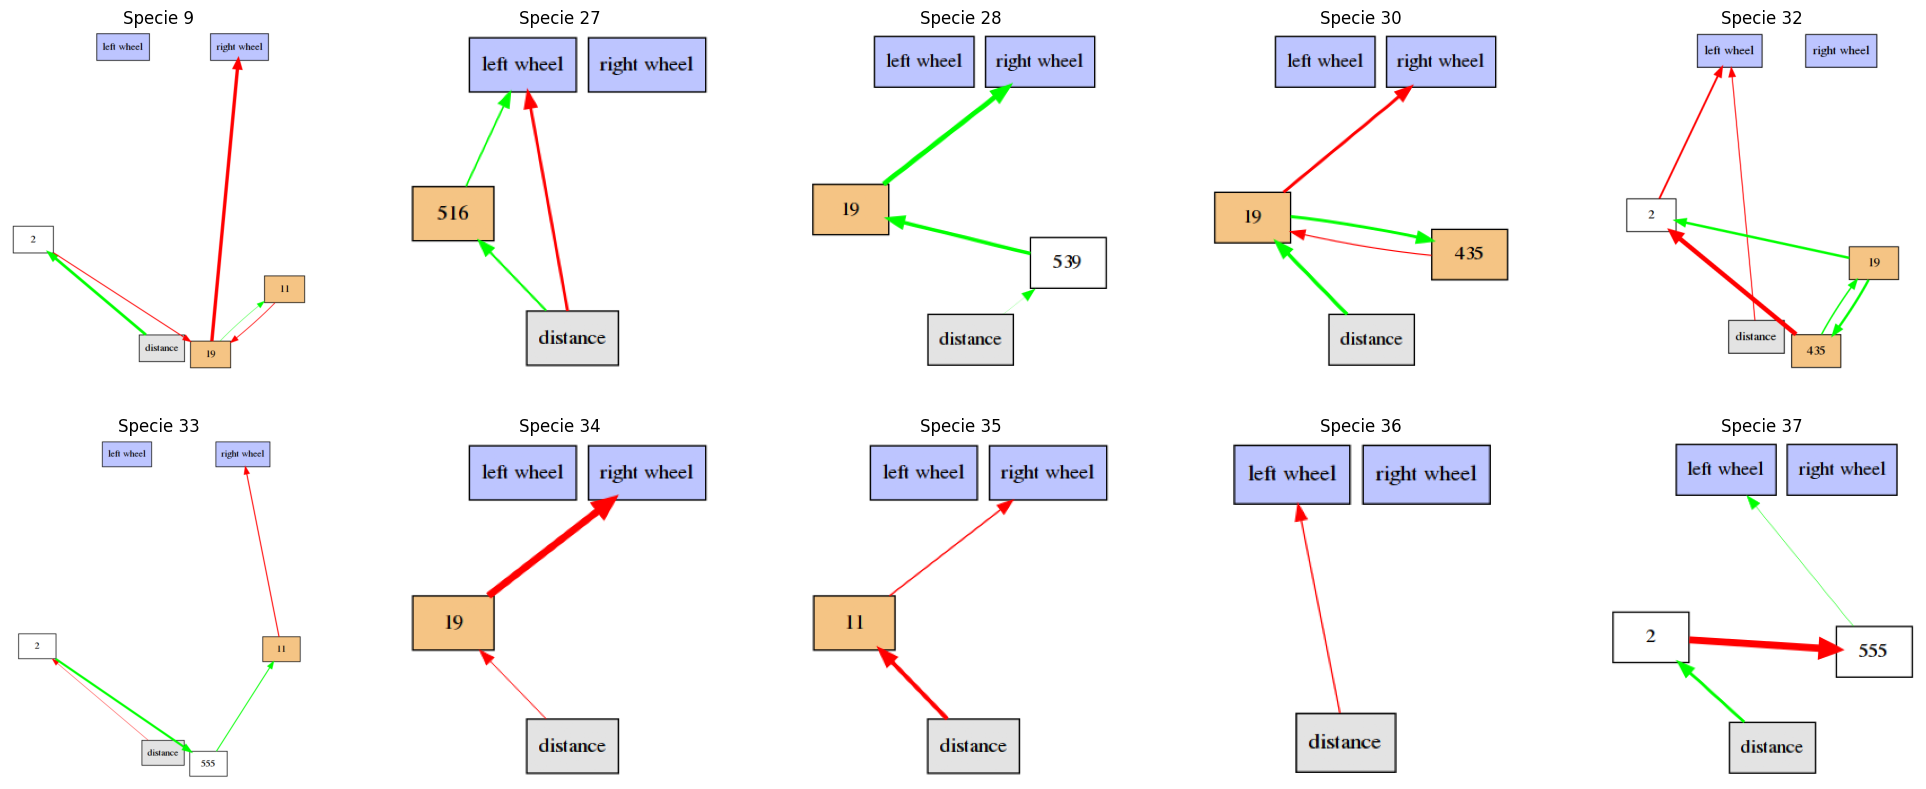 Specie 9
left wheel
right wheel
2
11
distance
19
Specie 27
left wheel
right wheel
516
distance
Specie 28
left wheel
right wheel
19
539
distance
Specie 30
left wheel
right wheel
19
435
distance
Specie 32
left wheel
right wheel
2
19
distance
435
Specie 33
left wheel
right wheel
2
11
distance
555
Specie 34
left wheel
right wheel
19
distance
Specie 35
left wheel
right wheel
11
distance
Specie 36
left wheel
right wheel
distance
Specie 37
left wheel
right wheel
2
555
distance